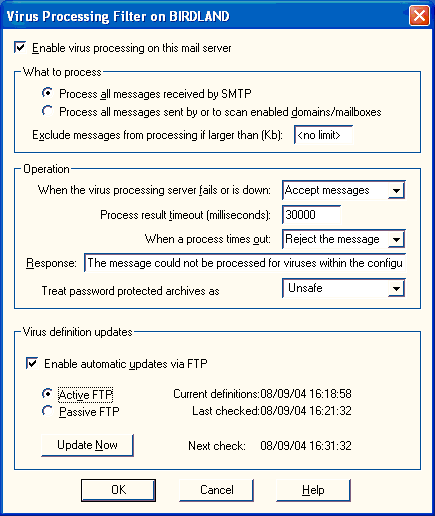 Virus Processing Filter on BIRDLAND
Enable virus processing on this mail server
What to process
Process all messages received by SMTP
Process all messages sent by or to scan enabled domains/mailboxes
Exclude messages from processing if larger than (Kb): <no limit>
Operation
When the virus processing server fails or is down: Accept messages
Process result timeout (milliseconds): 30000
When a process times out: Reject the message
Response: The message could not be processed for viruses within the configu
Treat password protected archives as Unsafe
Virus definition updates
Enable automatic updates via FTP
Active FTP Current definitions:08/09/04 16:18:58
Passive FTP Last checked:08/09/04 16:21:32
Update Now Next check: 08/09/04 16:31:32
OK Cancel Help